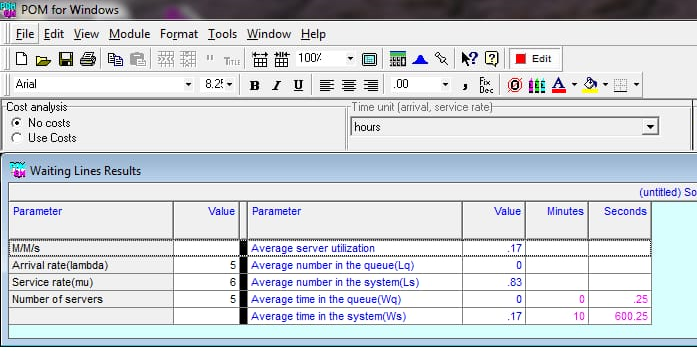 POM for Windows
File Edit View Module Format Tools Window Help
100% Edit
Arial 8.2 B I U .00 Fix Dec A
Cost analysis
No costs
Use Costs
Time unit (arrival, service rate)
hours
Waiting Lines Results
(untitled) So
Parameter Value Parameter Value Minutes Seconds
M/M/s Average server utilization .17
Arrival rate(lambda) 5 Average number in the queue(Lq) 0
Service rate(mu) 6 Average number in the system(Ls) .83
Number of servers 5 Average time in the queue(Wq) 0 0 .25
Average time in the system(Ws) .17 10 600.25